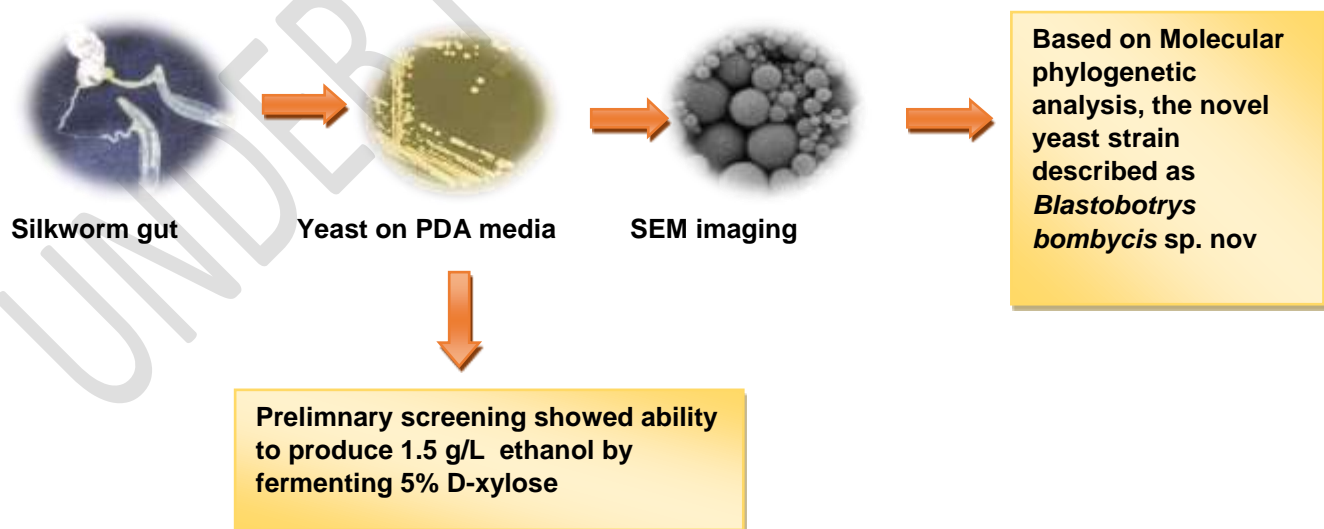 Based on Molecular
phylogenetic
analysis, the novel
yeast strain
described as
Blastobotrys
bombycis sp. nov
Silkworm gut
Yeast on PDA media
SEM imaging
Prelimnary screening showed ability
to produce 1.5 g/L ethanol by
fermenting 5% D-xylose
UNDER